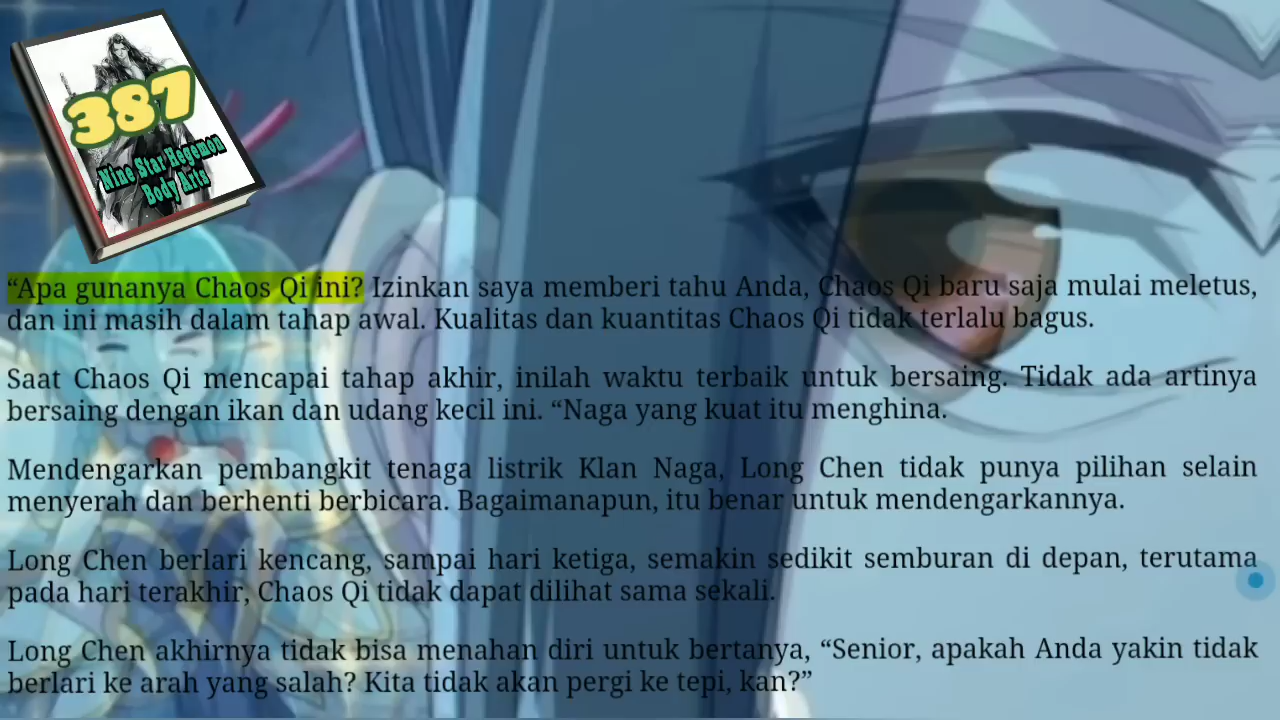 387
Nine Star Hegemon
Body Arts
“Apa gunanya Chaos Qi ini? Izinkan saya memberi tahu Anda, Chaos Qi baru saja mulai meletus,
dan ini masih dalam tahap awal. Kualitas dan kuantitas Chaos Qi tidak terlalu bagus.
Saat Chaos Qi mencapai tahap akhir, inilah waktu terbaik untuk bersaing. Tidak ada artinya
bersaing dengan ikan dan udang kecil ini. “Naga yang kuat itu menghina.
Mendengarkan pembangkit tenaga listrik Klan Naga, Long Chen tidak punya pilihan selain
menyerah dan berhenti berbicara. Bagaimanapun, itu benar untuk mendengarkannya.
Long Chen berlari kencang, sampai hari ketiga, semakin sedikit semburan di depan, terutama
pada hari terakhir, Chaos Qi tidak dapat dilihat sama sekali.
Long Chen akhirnya tidak bisa menahan diri untuk bertanya, “Senior, apakah Anda yakin tidak
berlari ke arah yang salah? Kita tidak akan pergi ke tepi, kan?”